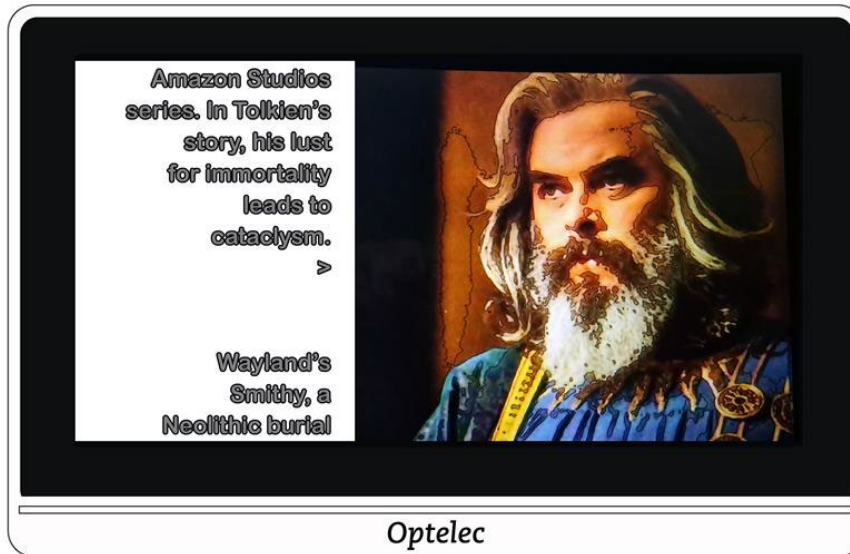 Amazon Studios
series. In Tolkien's
story, his lust
for immortality
leads to
cataclysm.
>
Wayland's
Smithy, a
Neolithic burial
Optelec